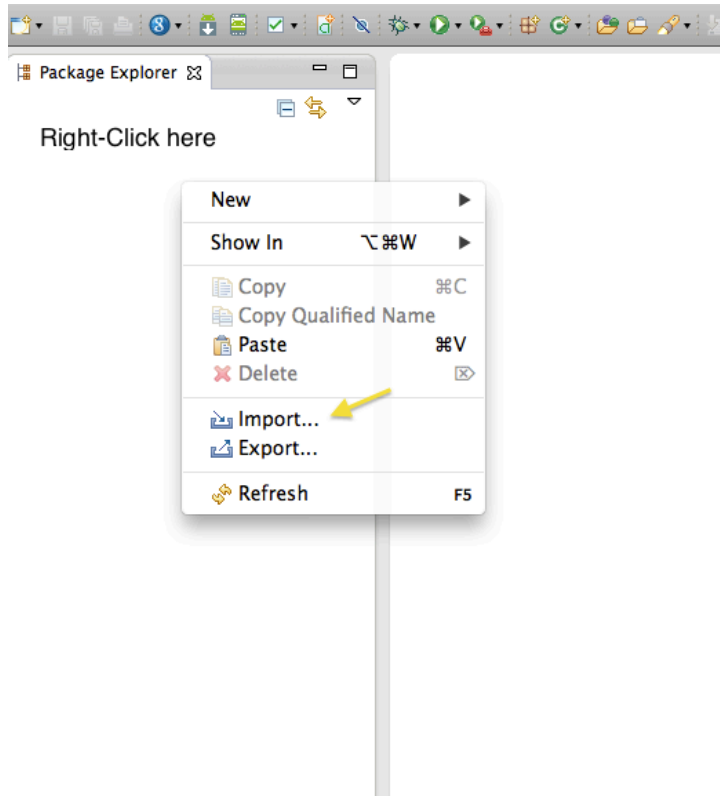 Package Explorer
Right-Click here
New
Show In ⌥⌘W
Copy ⌘C
Copy Qualified Name
Paste ⌘V
Delete ⌦
Import...
Export...
Refresh F5